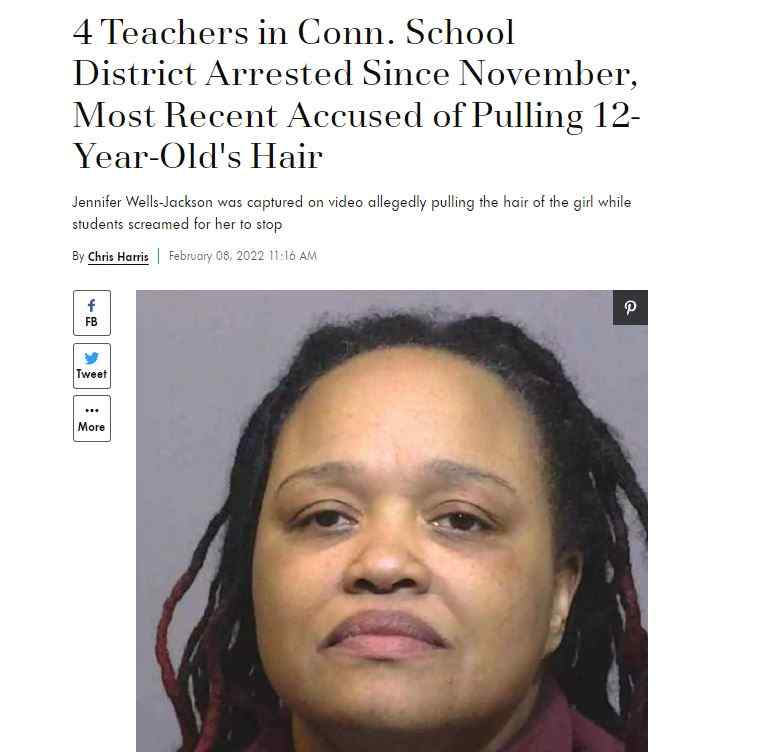 4 Teachers in Conn. School
District Arrested Since November,
Most Recent Accused of Pulling 12-
Year-Old's Hair
Jennifer Wells-Jackson was captured on video allegedly pulling the hair of the girl while
students screamed for her to stop
By Chris Harris | February 08, 2022 11:16 AM
FB
Tweet
More